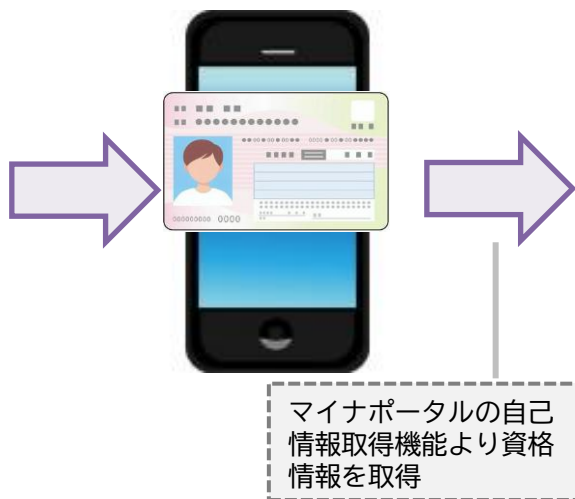 マイナポータルの自己
情報取得機能より資格
情報を取得